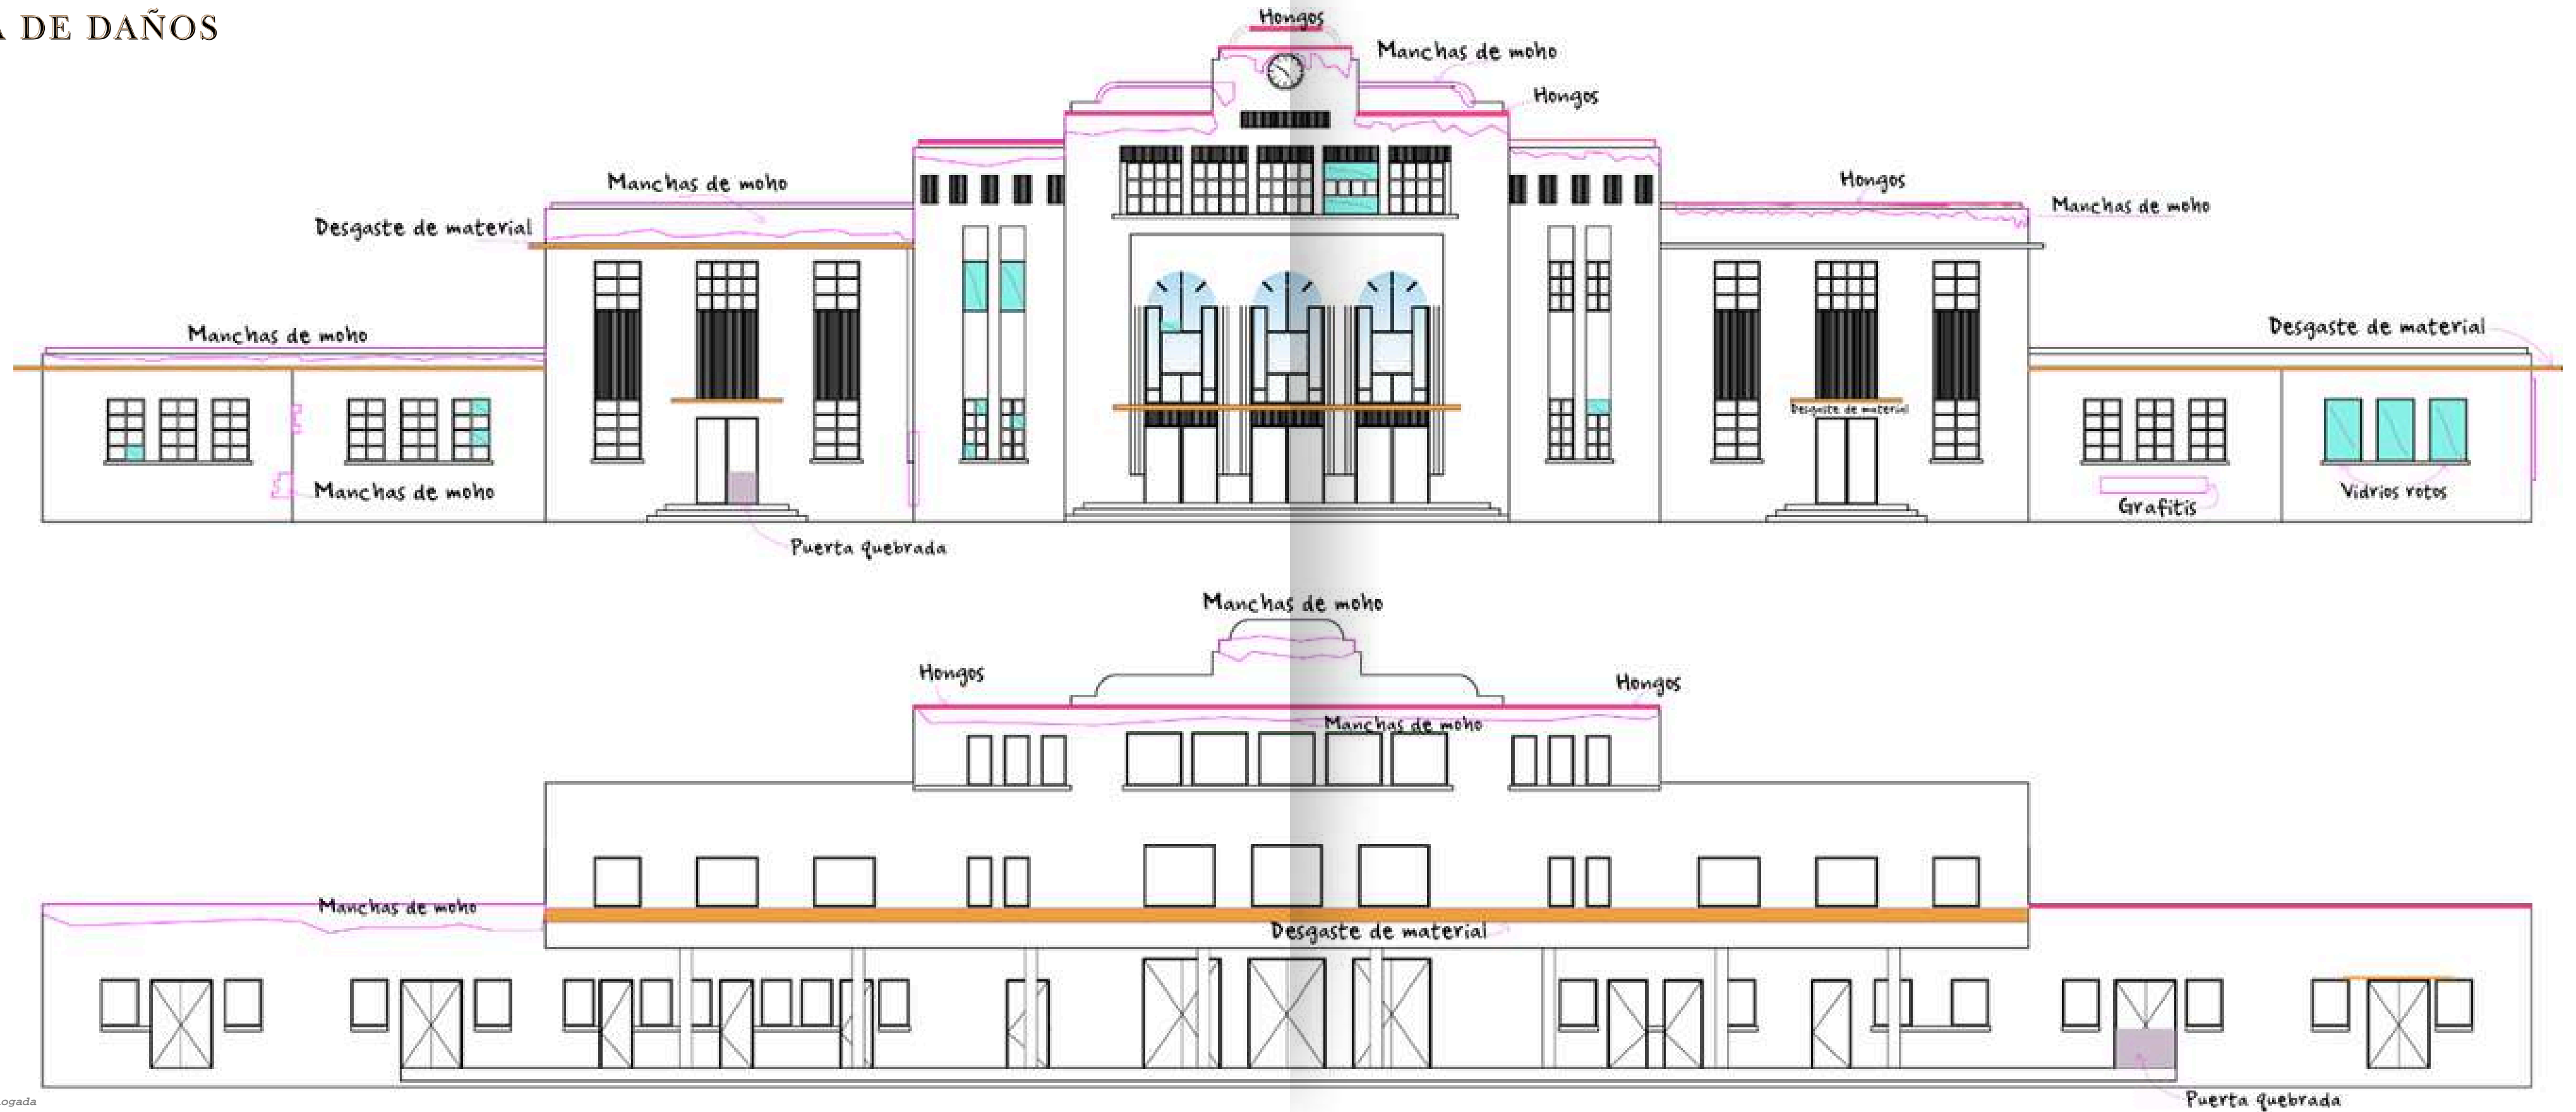 A DE DAÑOS
Hongos
Manchas de moho
Hongos
Manchas de moho
Desgaste de material
Hongos
Manchas de moho
Manchas de moho
Desgaste de material
Desgaste de material
Manchas de moho
Vidrios rotos
Grafitis
Puerta quebrada
Manchas de moho
Hongos
Hongos
Manchas de moho
Manchas de moho
Desgaste de material
Puerta quebrada
ogada